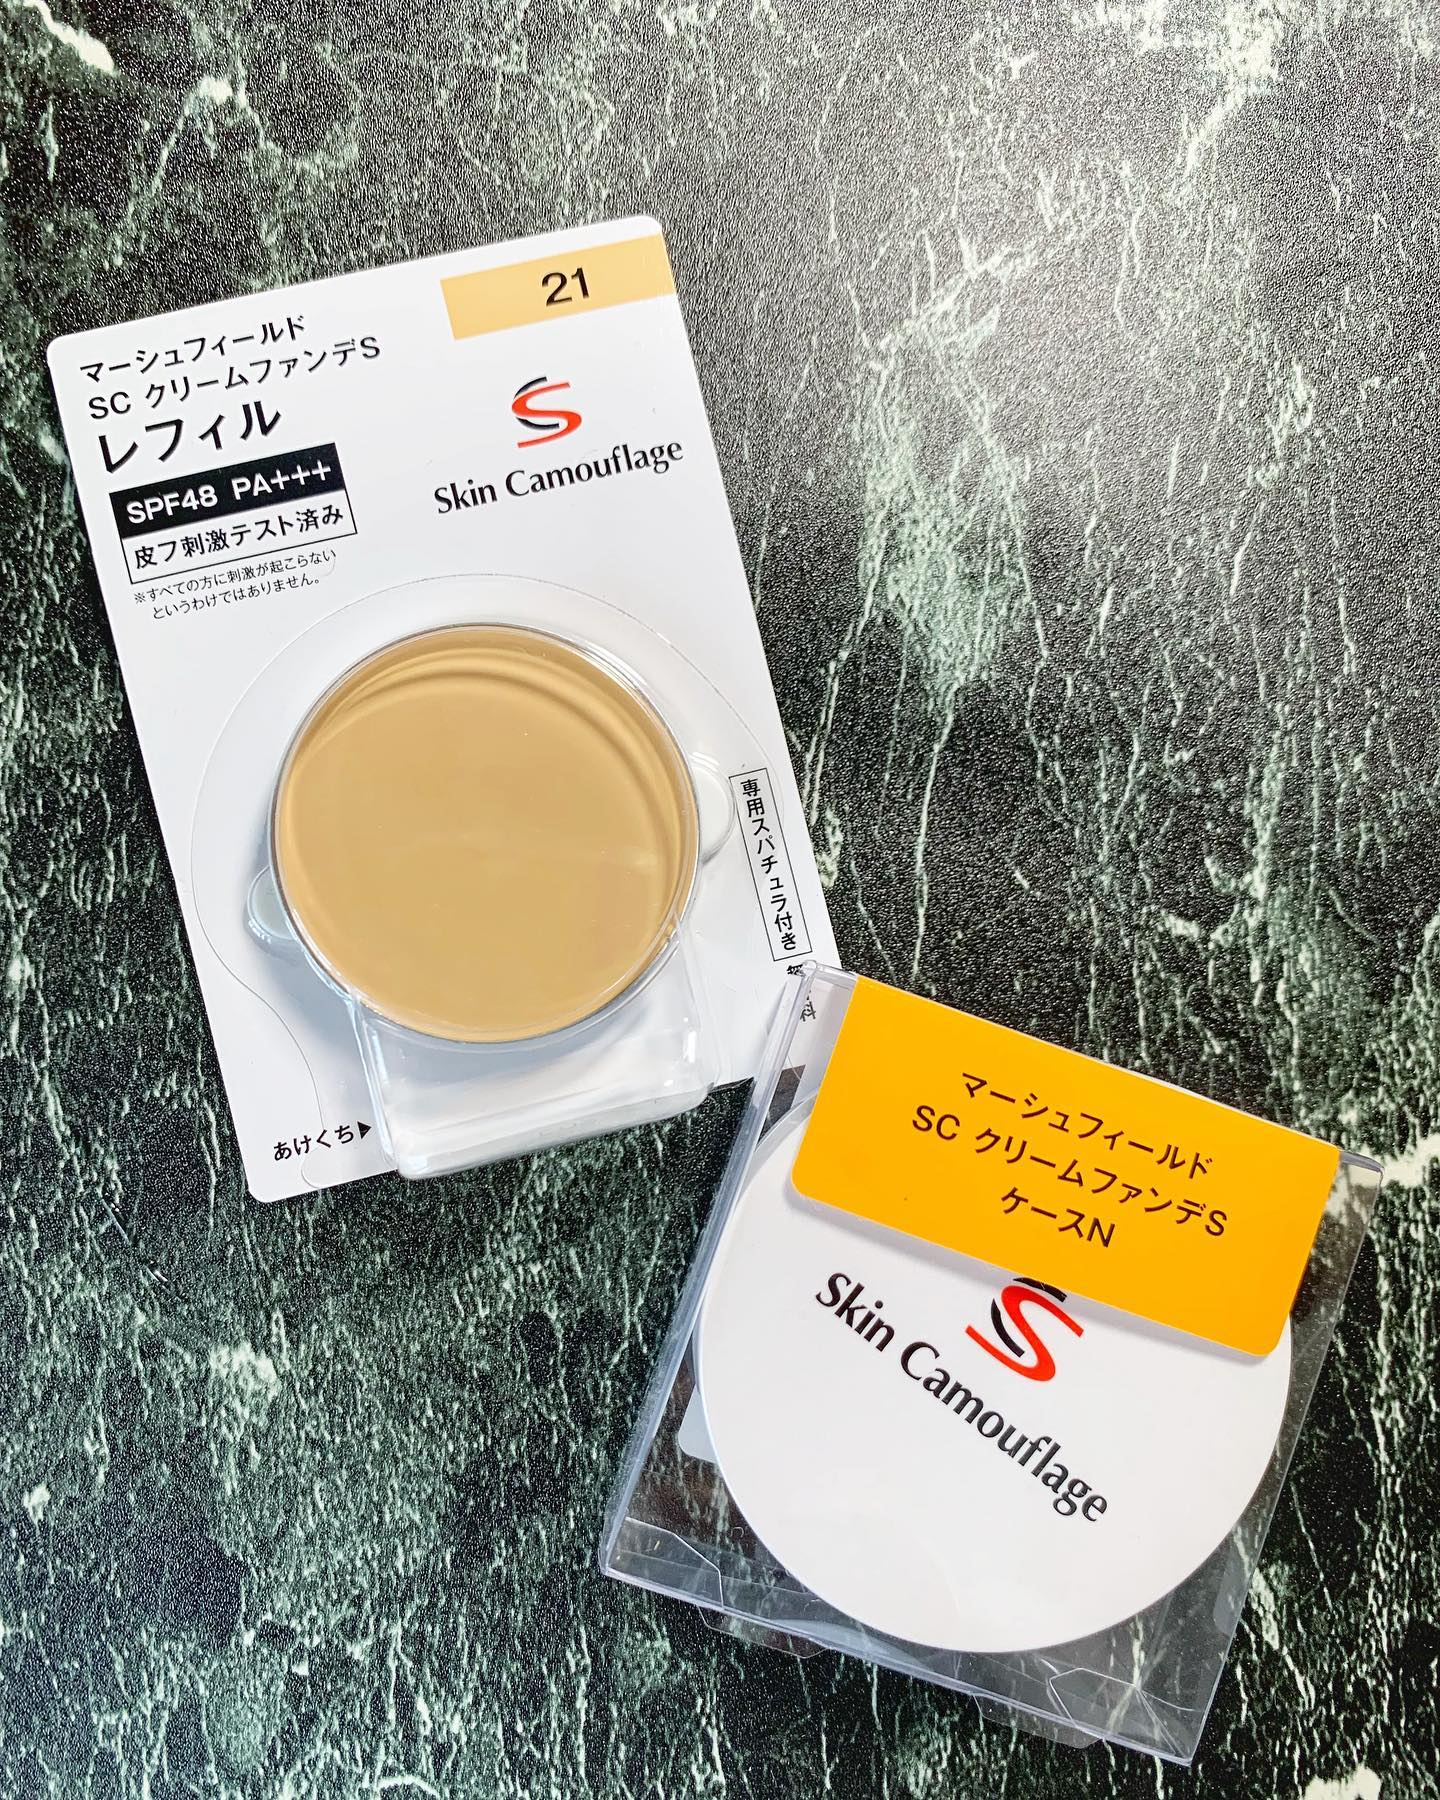 21
マーシュフィールド
SC クリームファンデS
レフィル
SPF48 PA+++
皮フ刺激テスト済み
※すべての方に刺激が起こらない
というわけではありません。
S
Skin Camouflage
専用スパチュラ付き
あけくち▶
マーシュフィールド
SC クリームファンデS
ケースN
S
Skin Camouflage